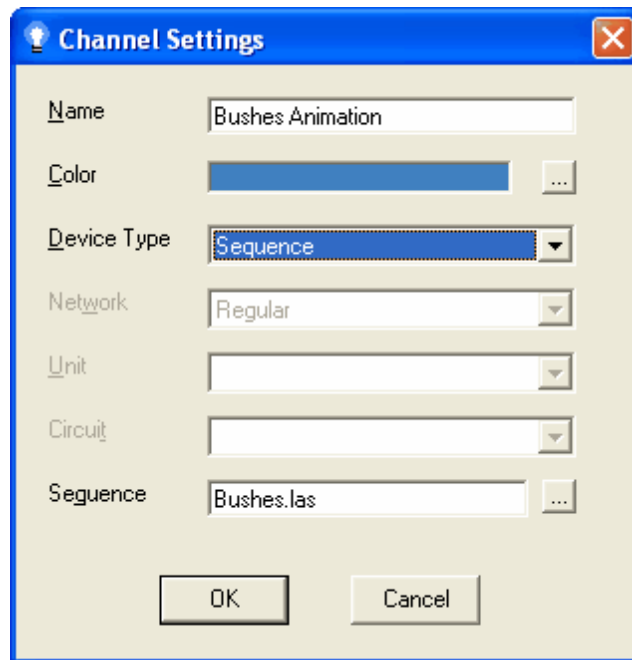 Channel Settings
Name Bushes Animation
Color ...
Device Type Sequence
Network Regular
Unit
Circuit
Sequence Bushes.las ...
OK Cancel